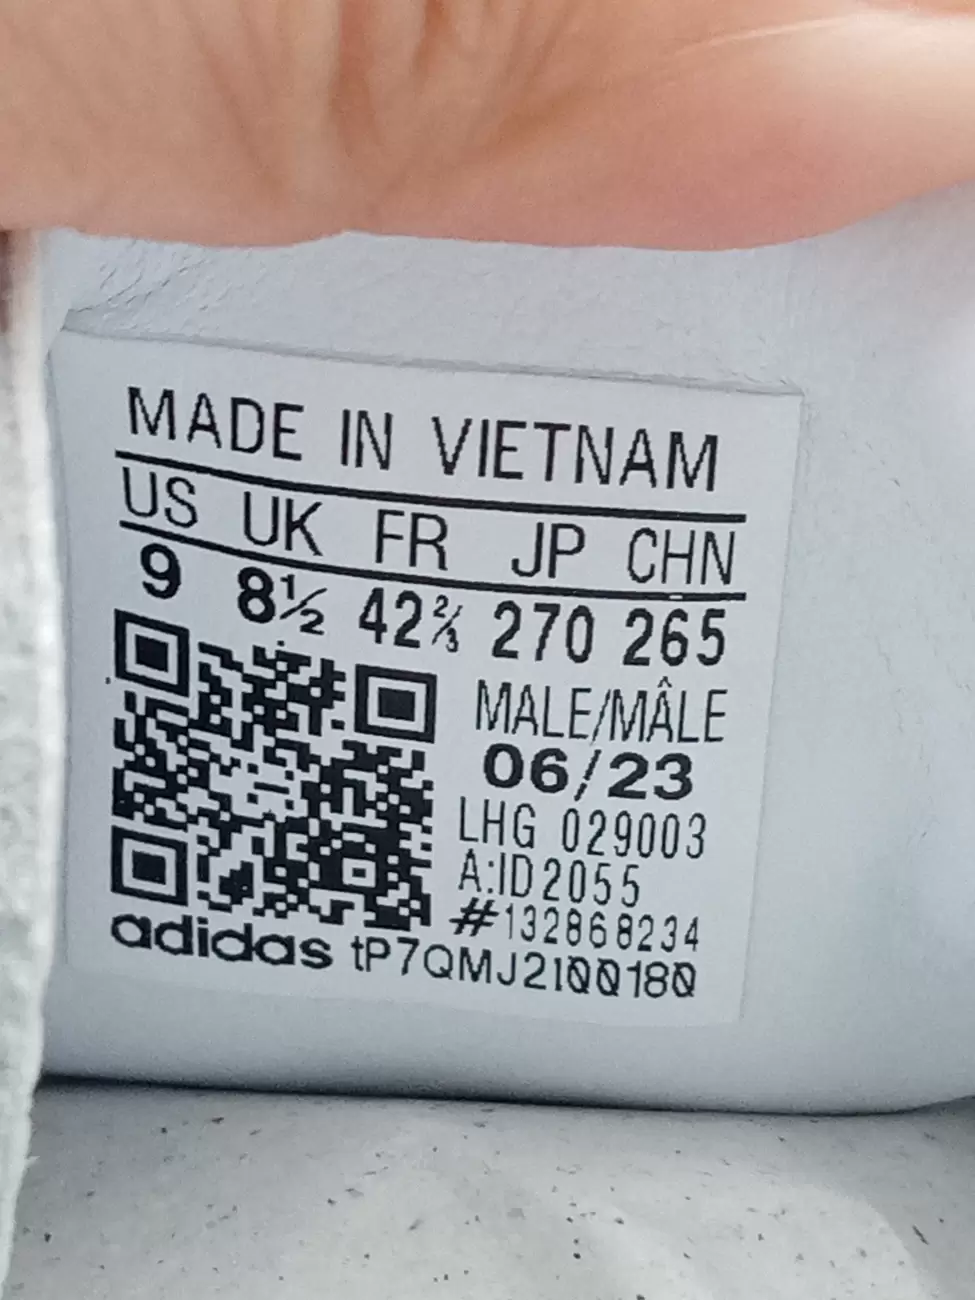 MADE IN VIETNAM
US UK FR JP CHN
9 8½ 42⅔ 270 265
MALE/MÂLE
06/23
LHG 029003
A:ID2055
#132868234
adidas tP7QMJ2100180